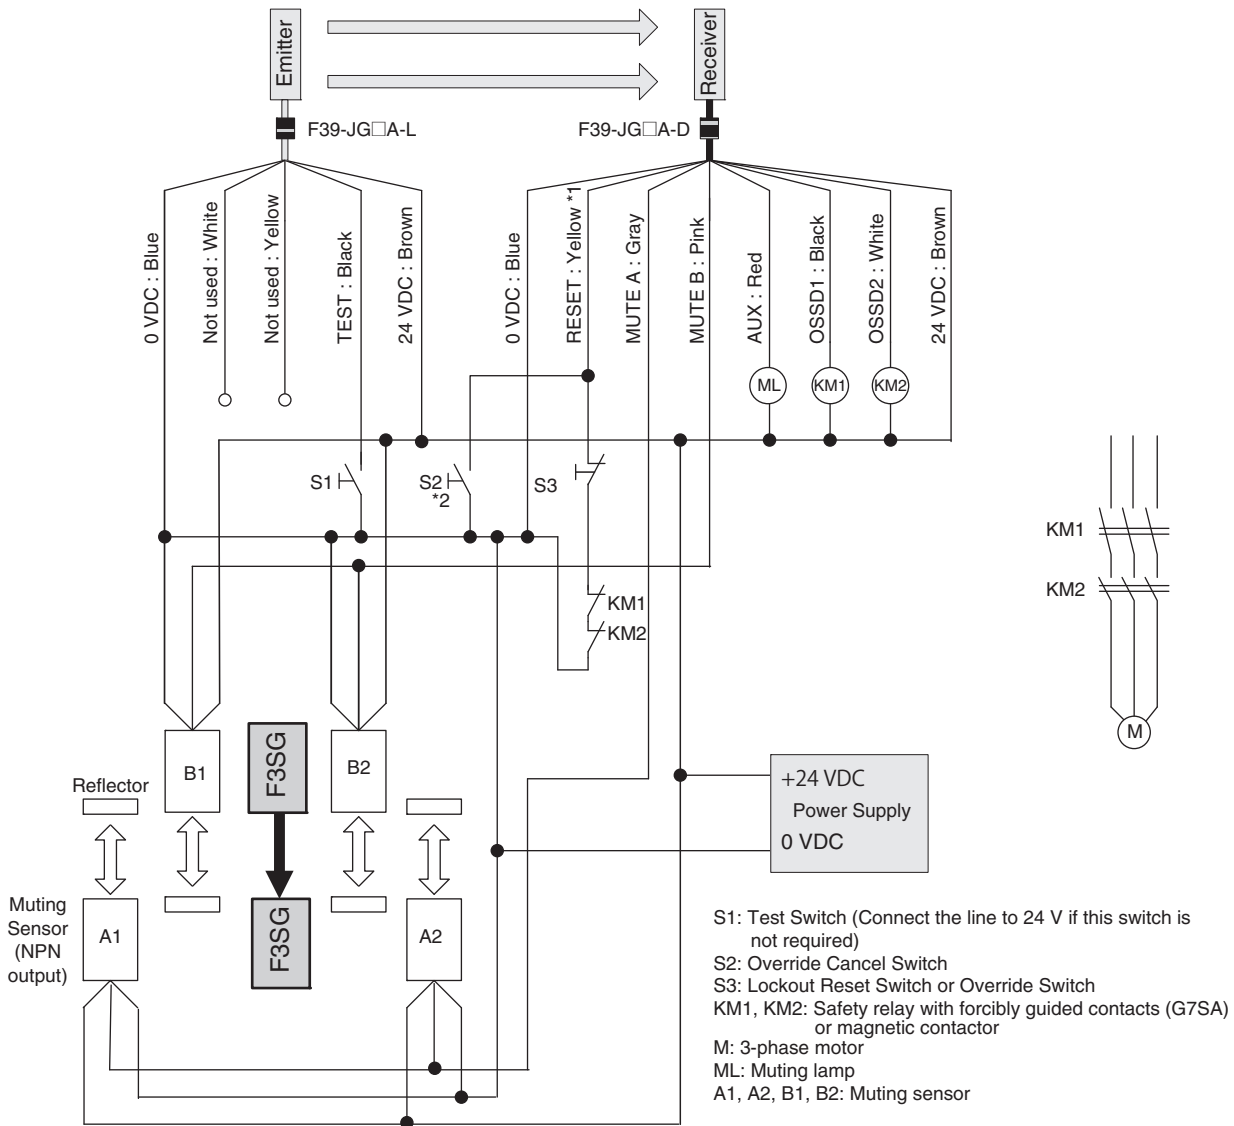 Emitter
Receiver
F39-JG□A-L
F39-JG□A-D
0 VDC : Blue
Not used : White
Not used : Yellow
TEST : Black
24 VDC : Brown
0 VDC : Blue
RESET : Yellow *1
MUTE A : Gray
MUTE B : Pink
AUX : Red
OSSD1 : Black
OSSD2 : White
24 VDC : Brown
ML
KM1
KM2
S1
S2
*2
S3
KM1
KM2
KM1
KM2
M
B1
F3SG
B2
Reflector
+24 VDC
Power Supply
0 VDC
Muting
Sensor
(NPN
output)
A1
F3SG
A2
S1: Test Switch (Connect the line to 24 V if this switch is
not required)
S2: Override Cancel Switch
S3: Lockout Reset Switch or Override Switch
KM1, KM2: Safety relay with forcibly guided contacts (G7SA)
or magnetic contactor
M: 3-phase motor
ML: Muting lamp
A1, A2, B1, B2: Muting sensor